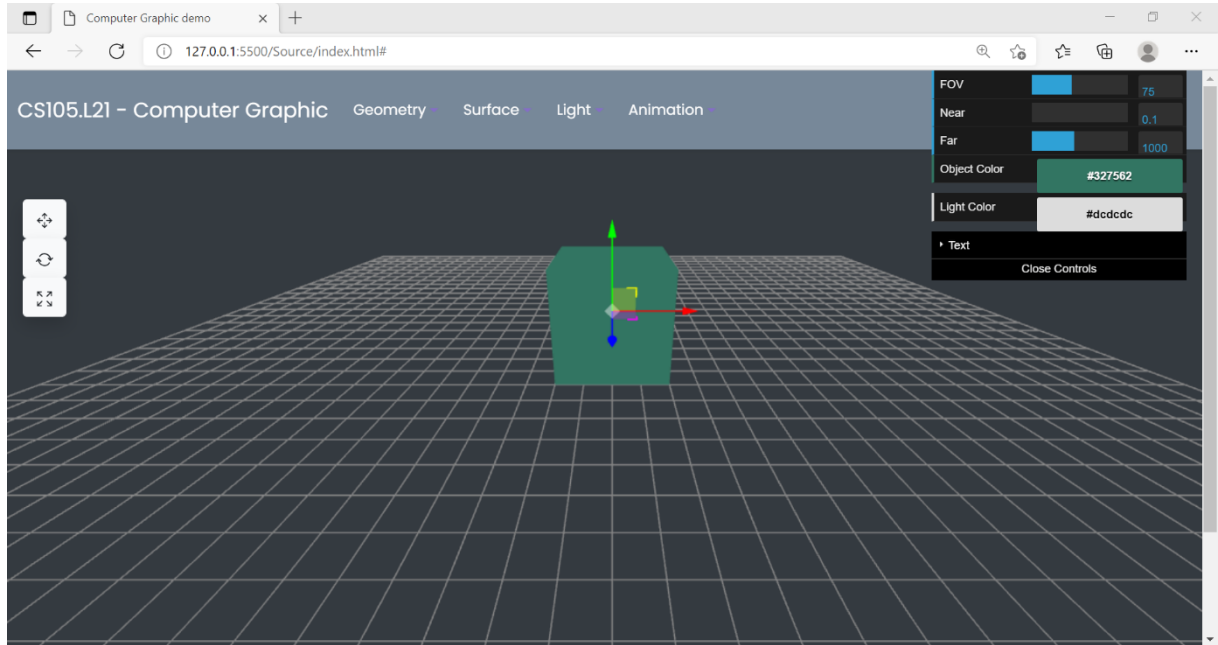 Computer Graphic demo
127.0.0.1:5500/Source/index.html#
CS105.L21 - Computer Graphic Geometry Surface Light Animation
FOV 75
Near 0.1
Far 1000
Object Color #327562
Light Color #dcdcdc
Text
Close Controls